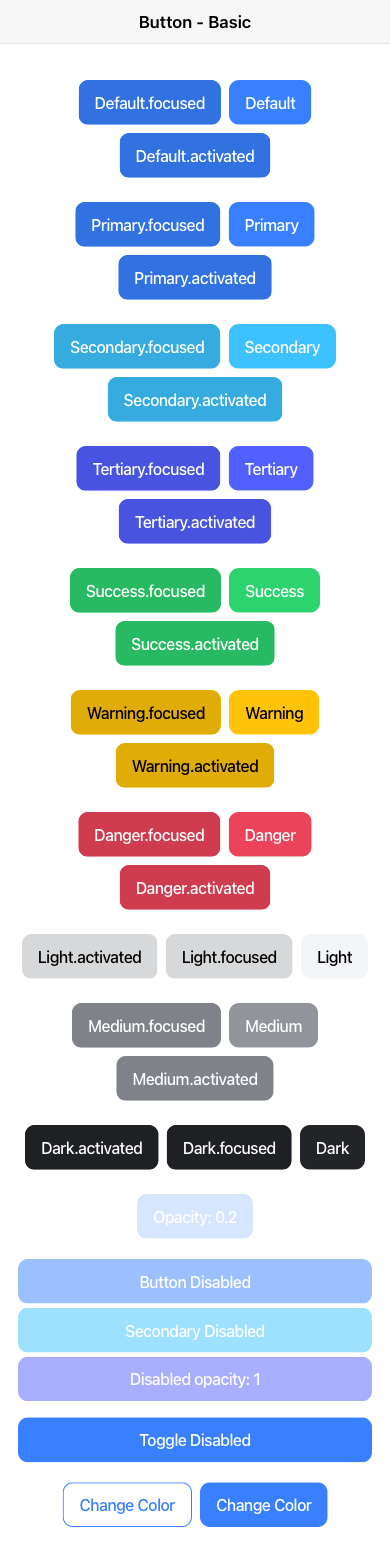 Button - Basic
Default.focused Default
Default.activated
Primary.focused Primary
Primary.activated
Secondary.focused Secondary
Secondary.activated
Tertiary.focused Tertiary
Tertiary.activated
Success.focused Success
Success.activated
Warning.focused Warning
Warning.activated
Danger.focused Danger
Danger.activated
Light.activated Light.focused Light
Medium.focused Medium
Medium.activated
Dark.activated Dark.focused Dark
Opacity: 0.2
Button Disabled
Secondary Disabled
Disabled opacity: 1
Toggle Disabled
Change Color Change Color